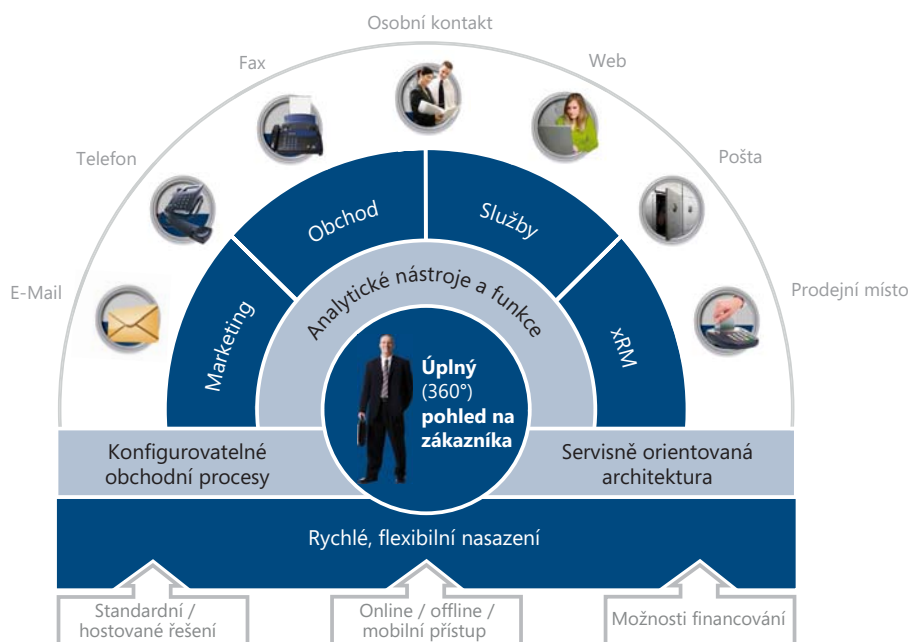 Osobní kontakt
Fax
Web
Telefon
Pošta
E-Mail
Prodejní místo
Marketing
Obchod
Služby
xRM
Analytické nástroje a funkce
Úplný
(360°)
pohled na
zákazníka
Konfigurovatelné
obchodní procesy
Servisně orientovaná
architektura
Rychlé, flexibilní nasazení
Standardní /
hostované řešení
Online / offline /
mobilní přístup
Možnosti financování